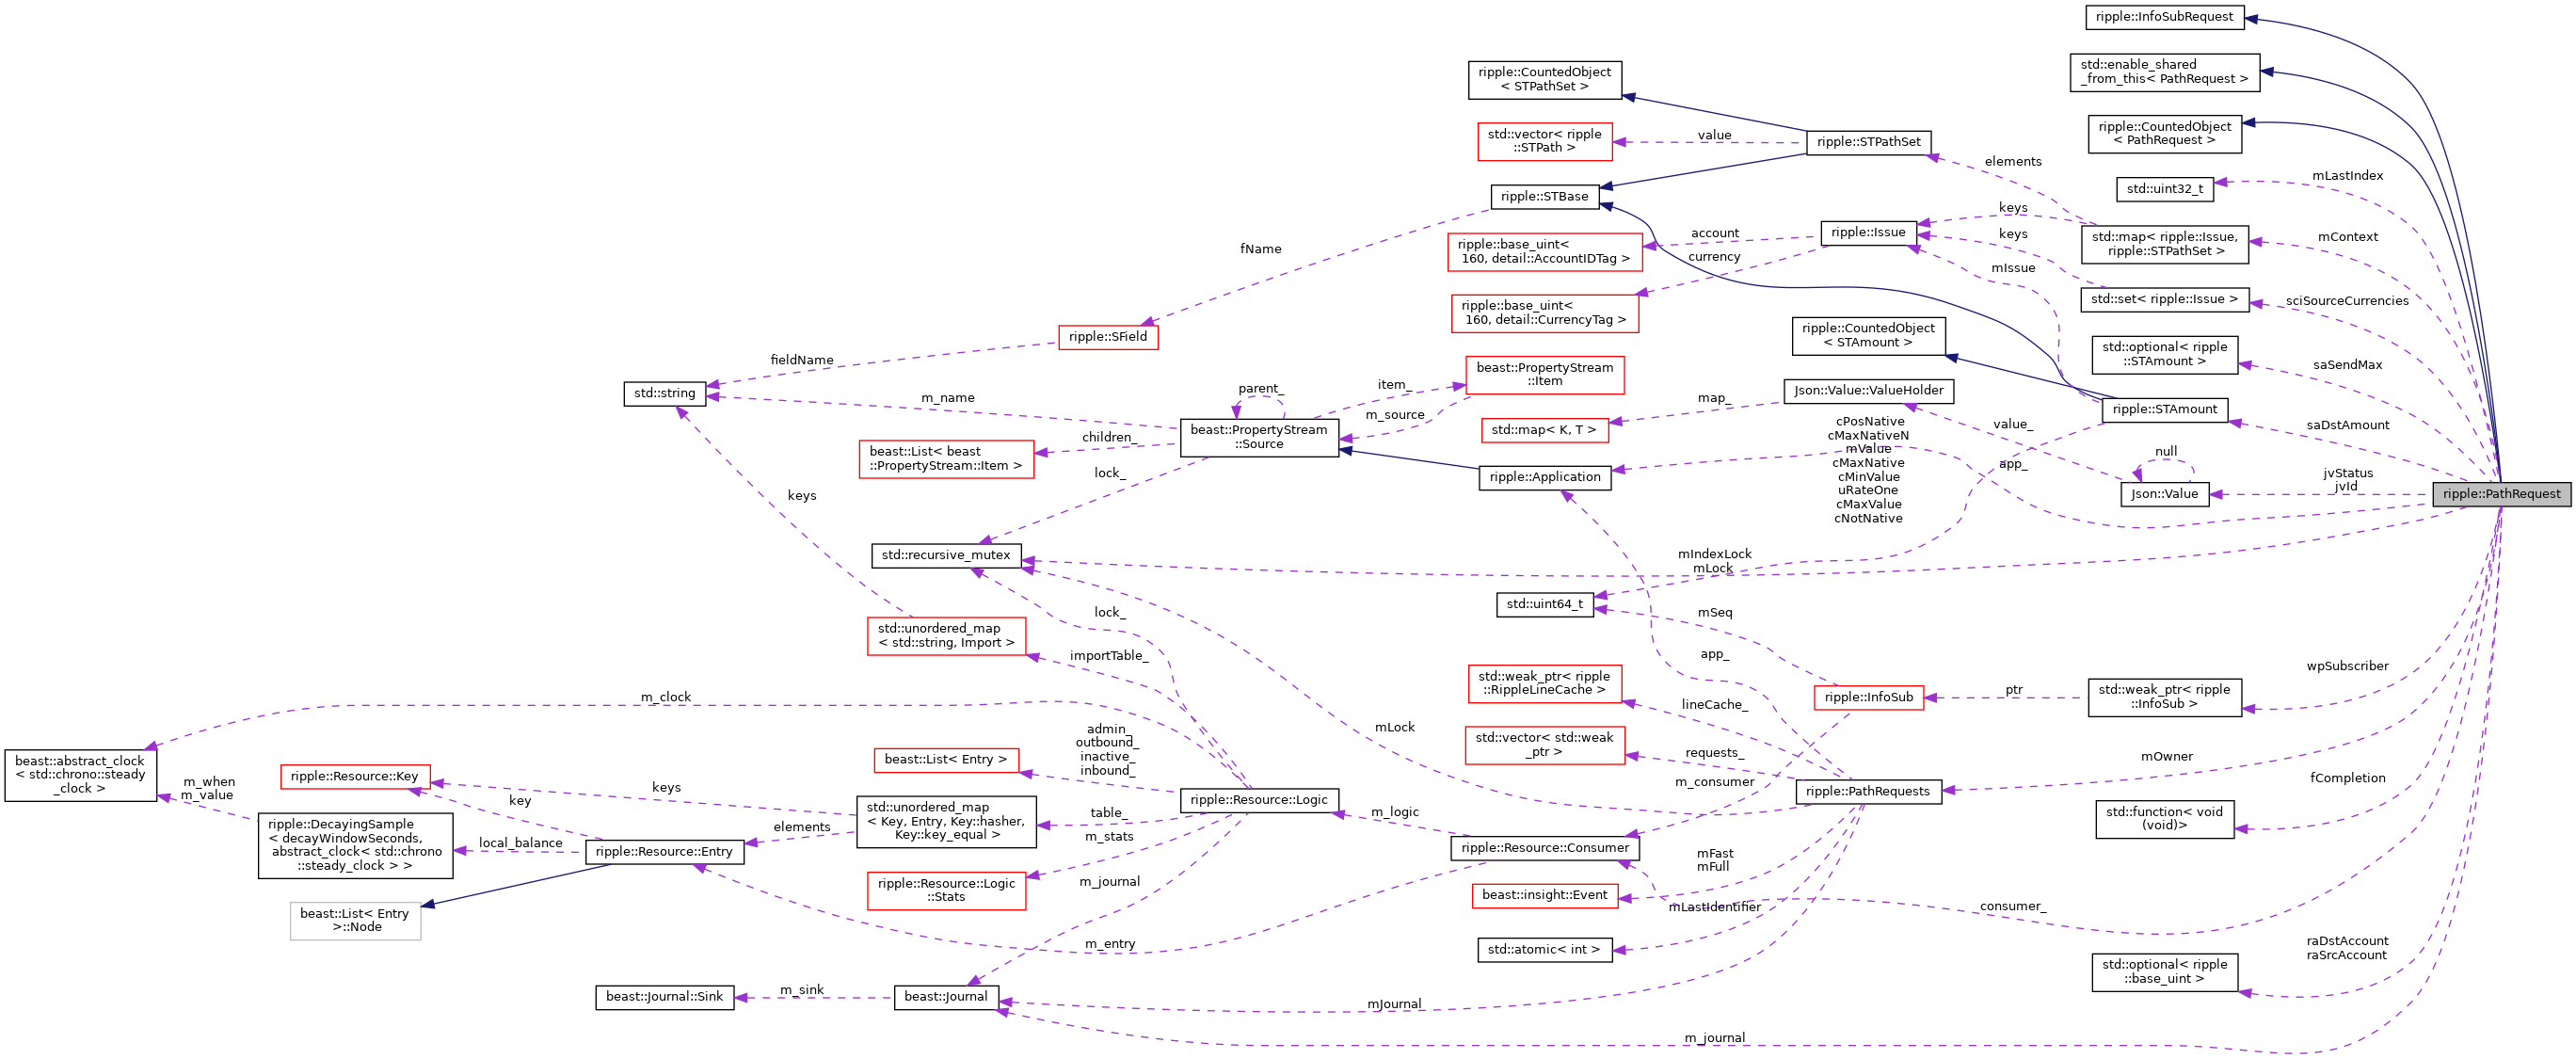 ripple::InfoSubRequest
std::enable_shared
_from_this< PathRequest >
ripple::CountedObject
< PathRequest >
std::uint32_t
mLastIndex
std::map< ripple::Issue,
ripple::STPathSet >
mContext
std::set< ripple::Issue >
sciSourceCurrencies
std::optional< ripple
::STAmount >
saSendMax
ripple::STAmount
saDstAmount
Json::Value
null
jvStatus
jvId
ripple::PathRequest
ripple::CountedObject
< STPathSet >
std::vector< ripple
::STPath >
value
ripple::STPathSet
elements
ripple::STBase
keys
keys
ripple::Issue
account
currency
mIssue
ripple::base_uint<
160, detail::AccountIDTag >
ripple::base_uint<
160, detail::CurrencyTag >
fName
ripple::SField
fieldName
std::string
ripple::CountedObject
< STAmount >
Json::Value::ValueHolder
map_
value_
std::map< K, T >
beast::PropertyStream
::Item
item_
m_source
parent_
beast::PropertyStream
::Source
m_name
children_
beast::List< beast
::PropertyStream::Item >
lock_
ripple::Application
cPosNative
cMaxNativeN
mValue
cMaxNative
cMinValue
uRateOne
cMaxValue
cNotNative
app_
keys
std::recursive_mutex
mIndexLock
mLock
std::uint64_t
mSeq
lock_
std::unordered_map
< std::string, Import >
importTable_
app_
std::weak_ptr< ripple
::RippleLineCache >
lineCache_
ripple::InfoSub
ptr
std::weak_ptr< ripple
::InfoSub >
wpSubscriber
m_clock
mLock
std::vector< std::weak
_ptr >
requests_
m_consumer
mOwner
beast::abstract_clock
< std::chrono::steady
_clock >
m_when
m_value
ripple::Resource::Key
keys
key
admin_
outbound_
inactive_
inbound_
beast::List< Entry >
ripple::Resource::Logic
table_
m_stats
m_logic
ripple::PathRequests
fCompletion
std::function< void
(void)>
ripple::DecayingSample
< decayWindowSeconds,
abstract_clock< std::chrono
::steady_clock > >
local_balance
ripple::Resource::Entry
elements
std::unordered_map
< Key, Entry, Key::hasher,
Key::key_equal >
ripple::Resource::Consumer
mFast
mFull
beast::insight::Event
mLastIdentifier
consumer_
ripple::Resource::Logic
::Stats
m_journal
beast::List< Entry
>::Node
m_entry
std::atomic< int >
raDstAccount
raSrcAccount
std::optional< ripple
::base_uint >
beast::Journal::Sink
m_sink
beast::Journal
mJournal
m_journal